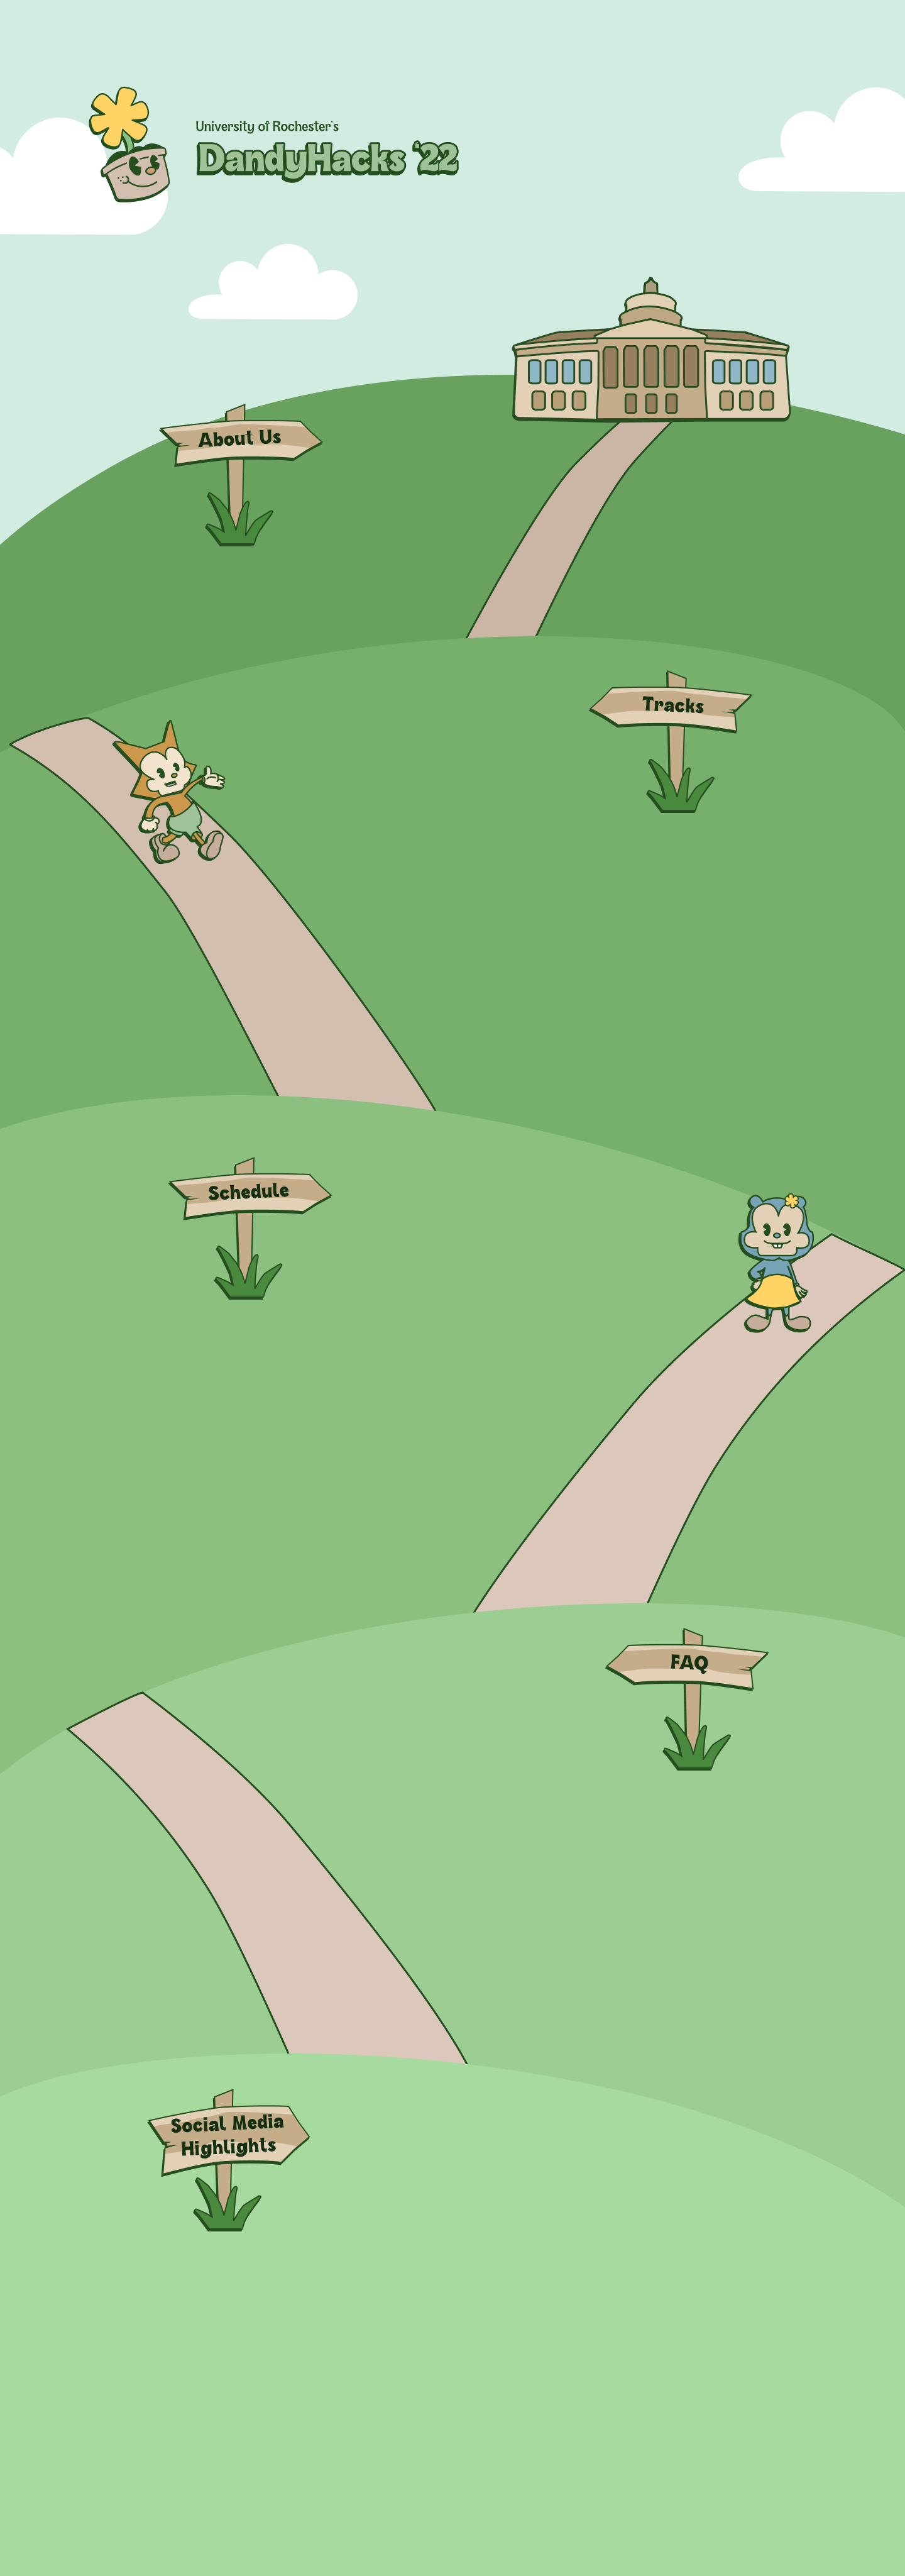 University of Rochester's
DandyHacks '22
About Us
Tracks
Schedule
FAQ
Social Media
Highlights